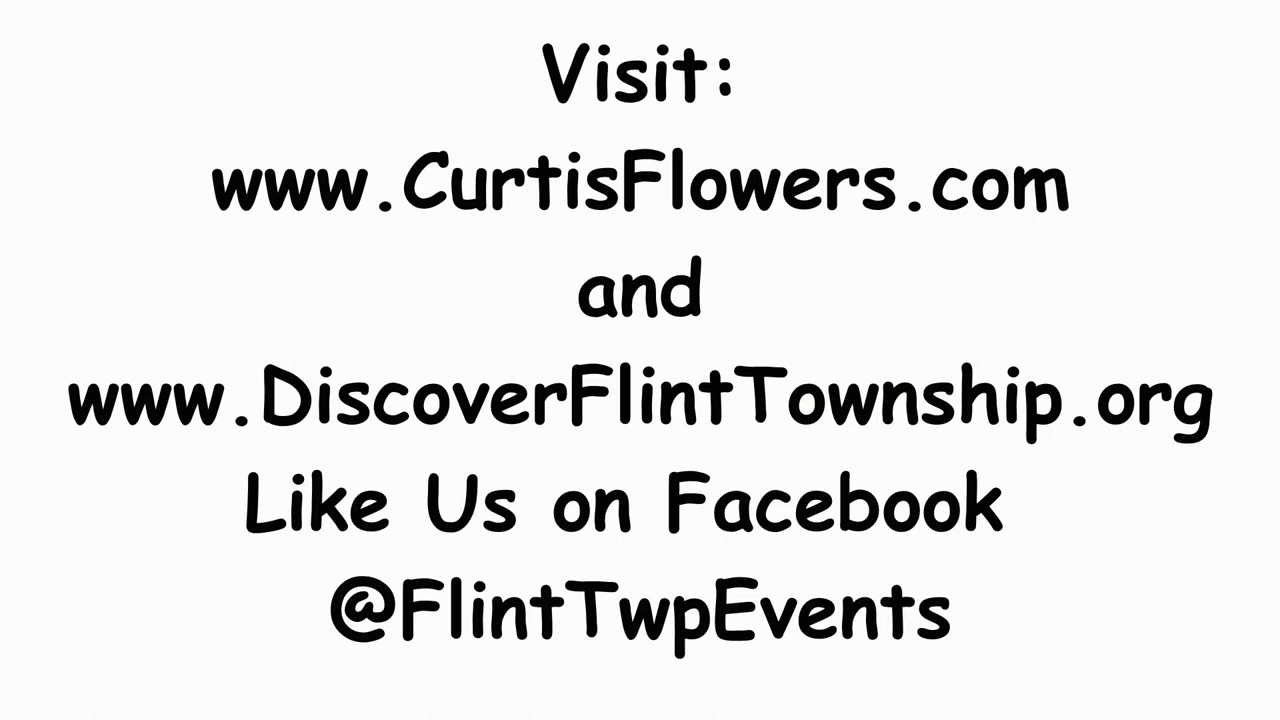 Visit:
www.CurtisFlowers.com
and
www.DiscoverFlintTownship.org
Like Us on Facebook
@FlintTwpEvents